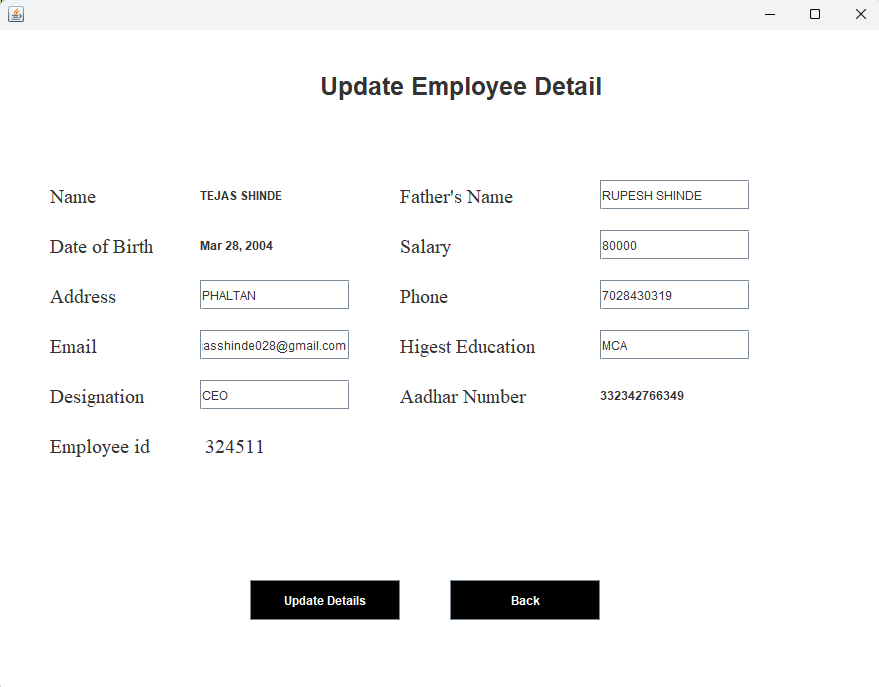 Update Employee Detail
Name TEJAS SHINDE Father's Name RUPESH SHINDE
Date of Birth Mar 28, 2004 Salary 80000
Address PHALTAN Phone 7028430319
Email asshinde028@gmail.com Higest Education MCA
Designation CEO Aadhar Number 332342766349
Employee id 324511
Update Details Back